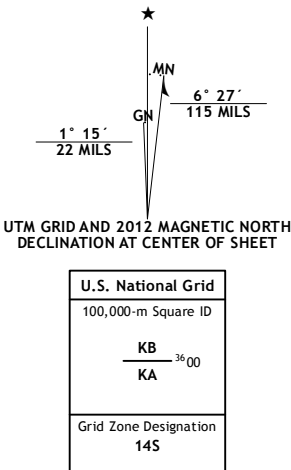 MN
GN
6° 27´
115 MILS
1° 15´
22 MILS
UTM GRID AND 2012 MAGNETIC NORTH
DECLINATION AT CENTER OF SHEET
U.S. National Grid
100,000-m Square ID
KB
3600
KA
Grid Zone Designation
14S